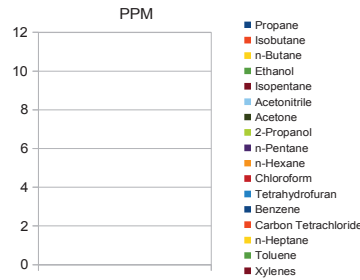 PPM
12
10
8
6
4
2
0
Propane
Isobutane
n-Butane
Ethanol
Isopentane
Acetonitrile
Acetone
2-Propanol
n-Pentane
n-Hexane
Chloroform
Tetrahydrofuran
Benzene
Carbon Tetrachloride
n-Heptane
Toluene
Xylenes